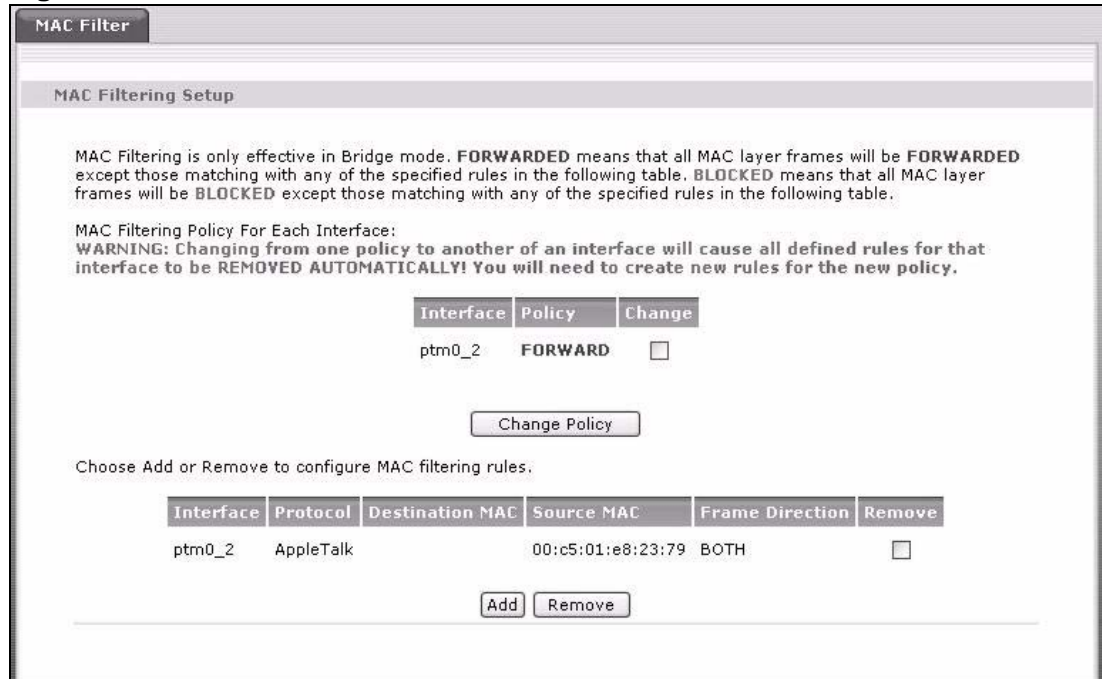 MAC Filter
MAC Filtering Setup
MAC Filtering is only effective in Bridge mode. FORWARDED means that all MAC layer frames will be FORWARDED
except those matching with any of the specified rules in the following table. BLOCKED means that all MAC layer
frames will be BLOCKED except those matching with any of the specified rules in the following table.
MAC Filtering Policy For Each Interface:
WARNING: Changing from one policy to another of an interface will cause all defined rules for that
interface to be REMOVED AUTOMATICALLY! You will need to create new rules for the new policy.
Interface Policy Change
ptm0_2 FORWARD
Change Policy
Choose Add or Remove to configure MAC filtering rules.
Interface Protocol Destination MAC Source MAC Frame Direction Remove
ptm0_2 AppleTalk 00:c5:01:e8:23:79 BOTH
Add Remove